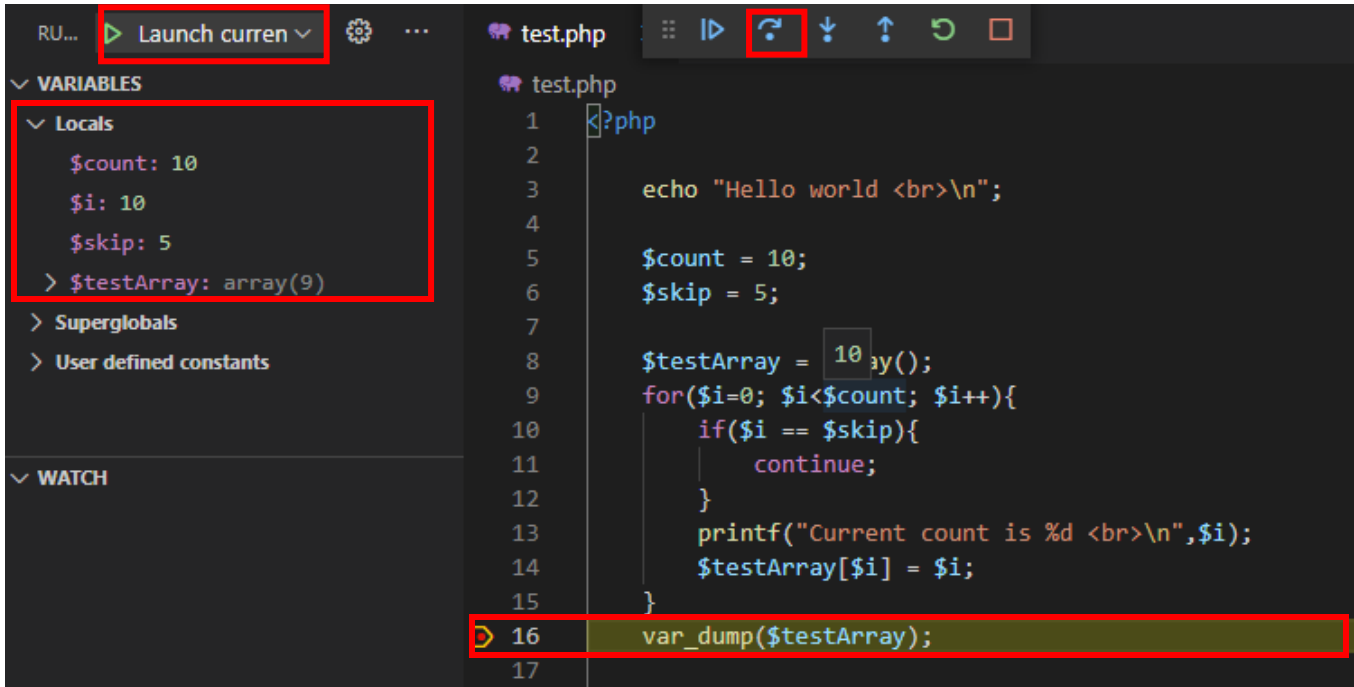 RU... Launch curren
VARIABLES
Locals
$count: 10
$i: 10
$skip: 5
$testArray: array(9)
Superglobals
User defined constants
WATCH
test.php
test.php
1 <?php
2
3 echo "Hello world <br>\n";
4
5 $count = 10;
6 $skip = 5;
7
8 $testArray = 10 ay();
9 for($i=0; $i<$count; $i++){
10 if($i == $skip){
11 continue;
12 }
13 printf("Current count is %d <br>\n",$i);
14 $testArray[$i] = $i;
15 }
16 var_dump($testArray);
17